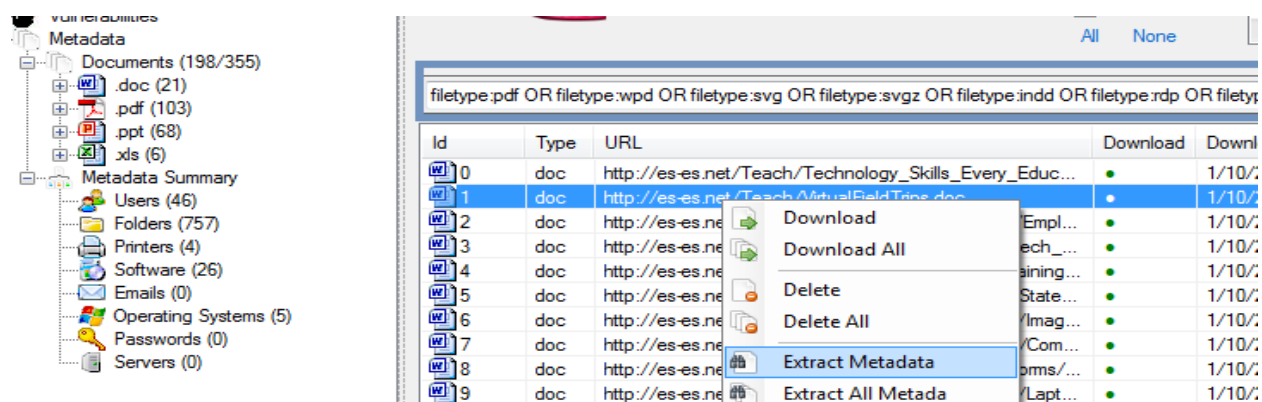 Vulnerabilities
Metadata
Documents (198/355)
.doc (21)
.pdf (103)
.ppt (68)
.xls (6)
Metadata Summary
Users (46)
Folders (757)
Printers (4)
Software (26)
Emails (0)
Operating Systems (5)
Passwords (0)
Servers (0)
All None
filetype:pdf OR filetype:wpd OR filetype:svg OR filetype:svgz OR filetype:indd OR filetype:rdp OR filetyp
Id Type URL Download Downl
0 doc http://es-es.net/Teach/Technology_Skills_Every_Educ... 1/10/2
1 doc http://es-es.net/Teach/VirtualFieldTrips.doc 1/10/2
2 doc http://es-es.ne /Empl... 1/10/2
3 doc http://es-es.ne ech_... 1/10/2
4 doc http://es-es.ne aining... 1/10/2
5 doc http://es-es.ne State... 1/10/2
6 doc http://es-es.ne /Imag... 1/10/2
7 doc http://es-es.ne /Com... 1/10/2
8 doc http://es-es.ne orms/... 1/10/2
9 doc http://es-es.ne /Lapt... 1/10/2
Download
Download All
Delete
Delete All
Extract Metadata
Extract All Metada